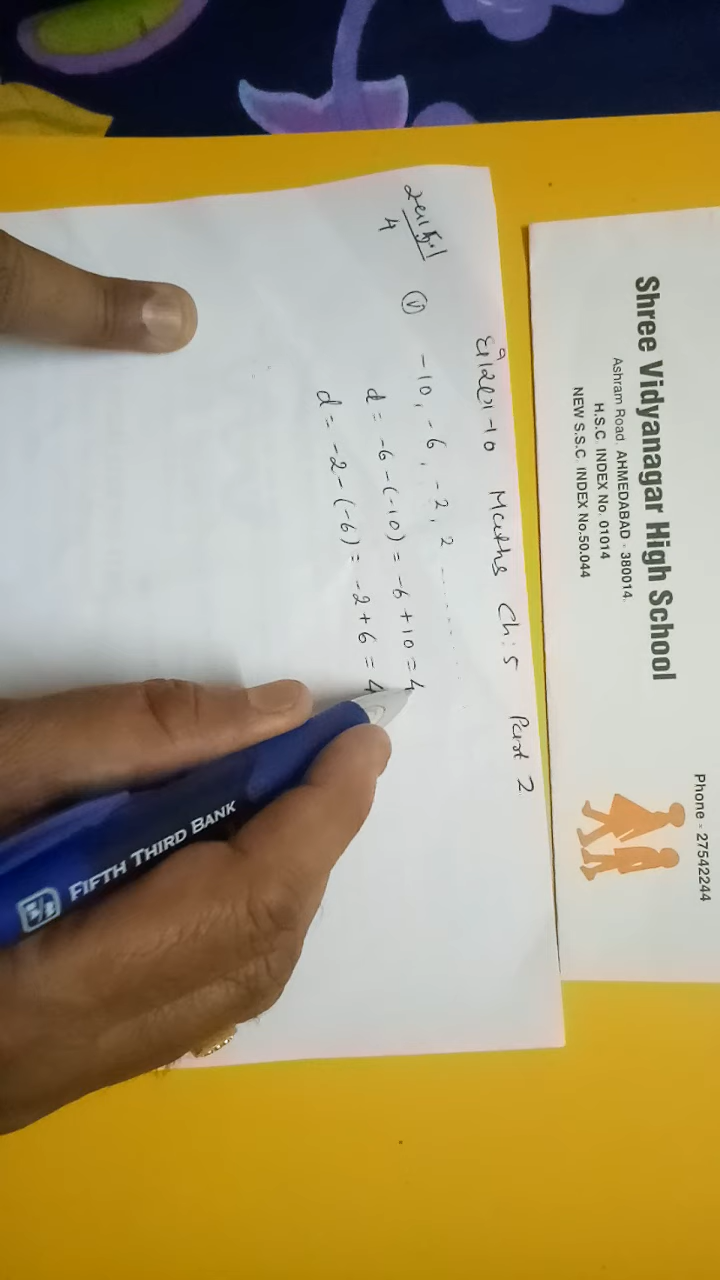 Shree Vidyanagar High School
Ashram Road. AHMEDABAD - 380014.
H.S.C. INDEX No. 01014
NEW S.S.C. INDEX No.50.044
Phone - 27542244
ધોરણ-10 Maths Ch:5 Part 2
4
-10, -6, -2, 2 ..........
d = -6-(-10) = -6+10 = 4
d = -2-(-6) = -2+6 = 4
FIFTH THIRD BANK